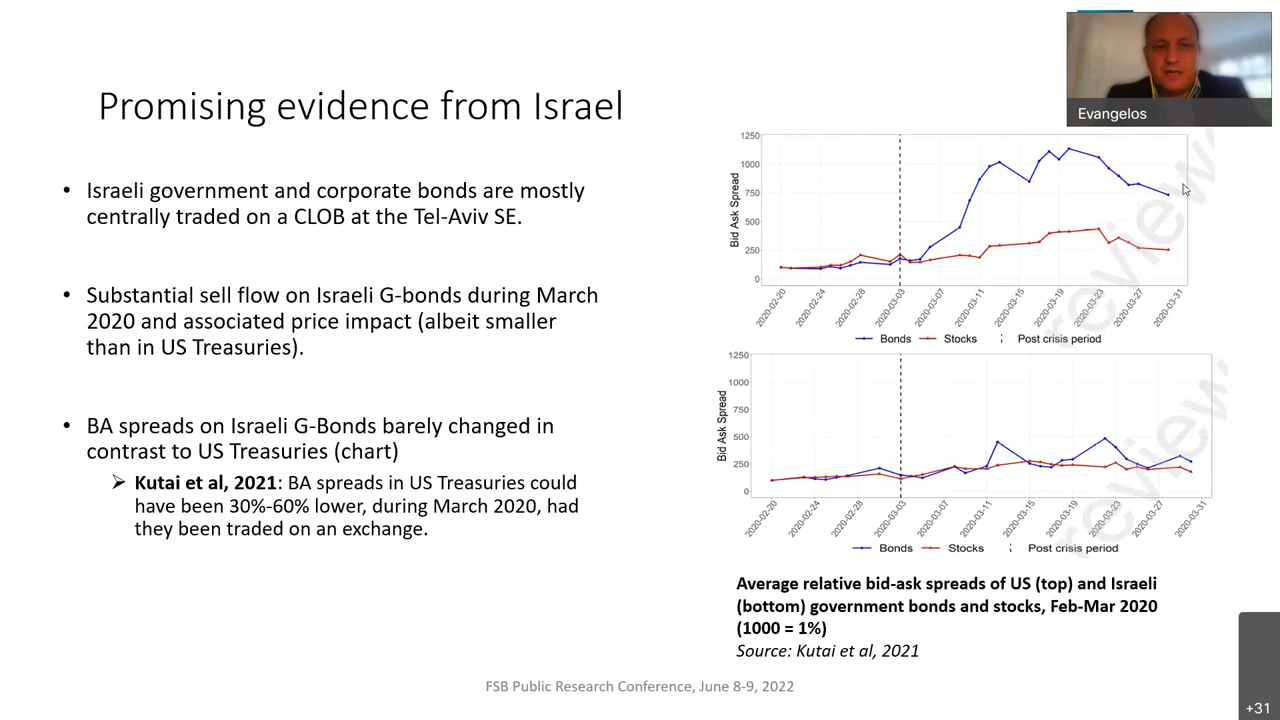 Evangelos
Promising evidence from Israel
• Israeli government and corporate bonds are mostly
centrally traded on a CLOB at the Tel-Aviv SE.
• Substantial sell flow on Israeli G-bonds during March
2020 and associated price impact (albeit smaller
than in US Treasuries).
• BA spreads on Israeli G-Bonds barely changed in
contrast to US Treasuries (chart)
➢ Kutai et al, 2021: BA spreads in US Treasuries could
have been 30%-60% lower, during March 2020, had
they been traded on an exchange.
Bid Ask Spread
1250
1000
750
500
250
0
2020-02-20
2020-02-24
2020-02-28
2020-03-03
2020-03-07
2020-03-11
2020-03-15
2020-03-19
2020-03-23
2020-03-27
2020-03-31
Bonds Stocks Post crisis period
review
Bid Ask Spread
1250
1000
750
500
250
0
2020-02-20
2020-02-24
2020-02-28
2020-03-03
2020-03-07
2020-03-11
2020-03-15
2020-03-19
2020-03-23
2020-03-27
2020-03-31
Bonds Stocks Post crisis period
review
Average relative bid-ask spreads of US (top) and Israeli
(bottom) government bonds and stocks, Feb-Mar 2020
(1000 = 1%)
Source: Kutai et al, 2021
FSB Public Research Conference, June 8-9, 2022
+31